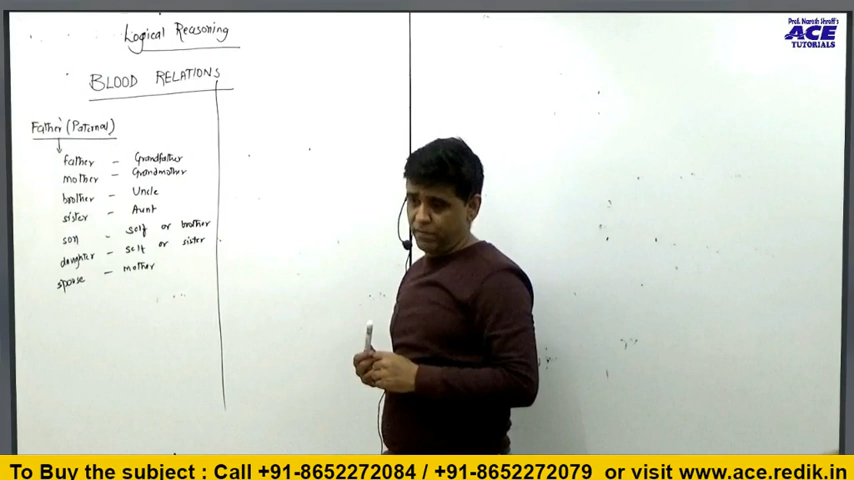 Logical Reasoning
BLOOD RELATIONS
Father (Paternal)
father - Grandfather
mother - Grandmother
brother - Uncle
sister - Aunt
son - self or brother
daughter - self or sister
spouse - mother
Prof. Naresh Shroff's
ACE
TUTORIALS
To Buy the subject : Call +91-8652272084 / +91-8652272079 or visit www.ace.redik.in